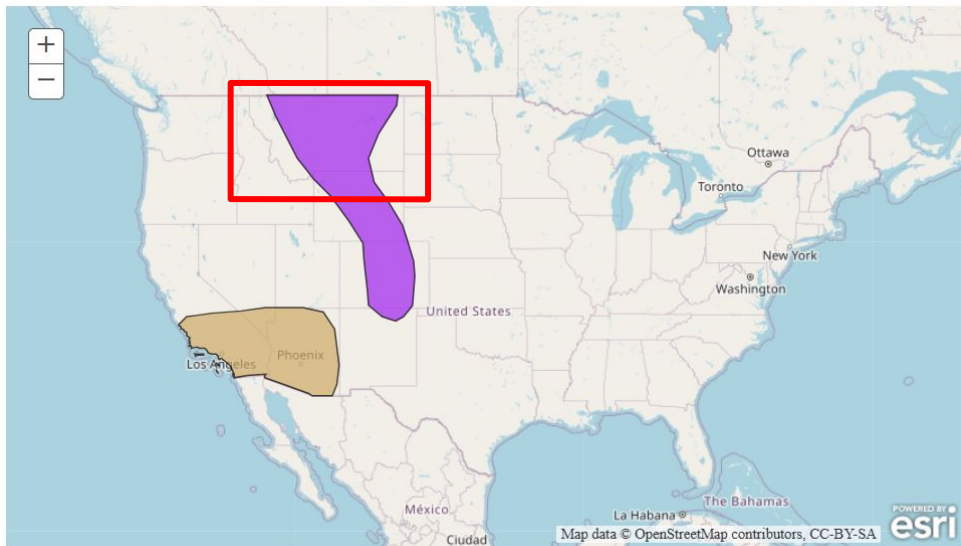 +
−
Ottawa
Toronto
New York
Washington
United States
Phoenix
Los Angeles
The Bahamas
México
La Habana
Ciudad
Map data © OpenStreetMap contributors, CC-BY-SA
POWERED BY
esri